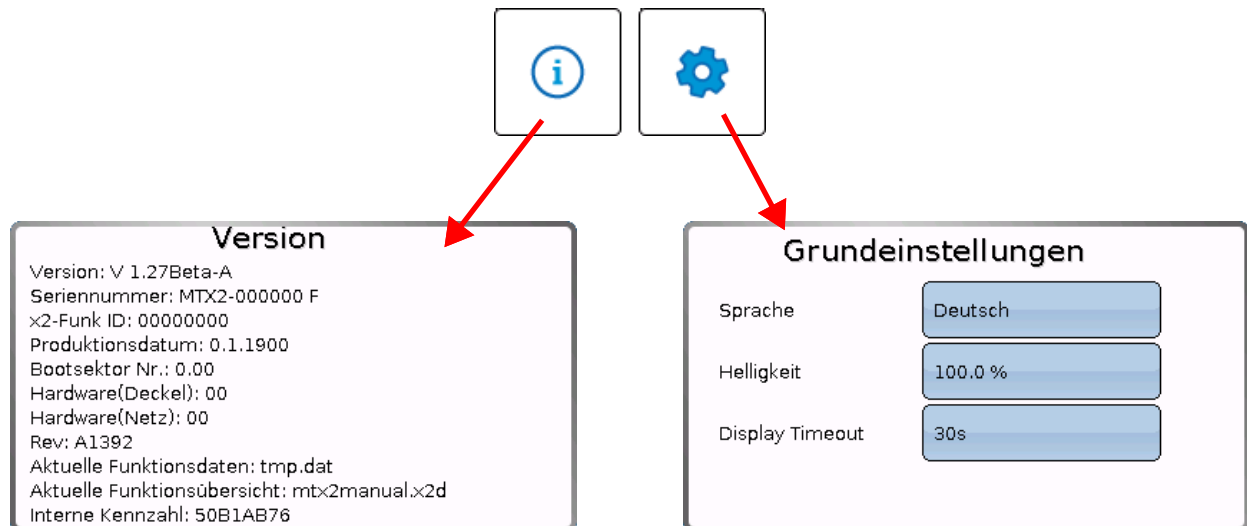 Version
Version: V 1.27Beta-A
Seriennummer: MTX2-000000 F
x2-Funk ID: 00000000
Produktionsdatum: 0.1.1900
Bootsektor Nr.: 0.00
Hardware(Deckel): 00
Hardware(Netz): 00
Rev: A1392
Aktuelle Funktionsdaten: tmp.dat
Aktuelle Funktionsübersicht: mtx2manual.x2d
Interne Kennzahl: 50B1AB76
Grundeinstellungen
Sprache Deutsch
Helligkeit 100.0 %
Display Timeout 30s